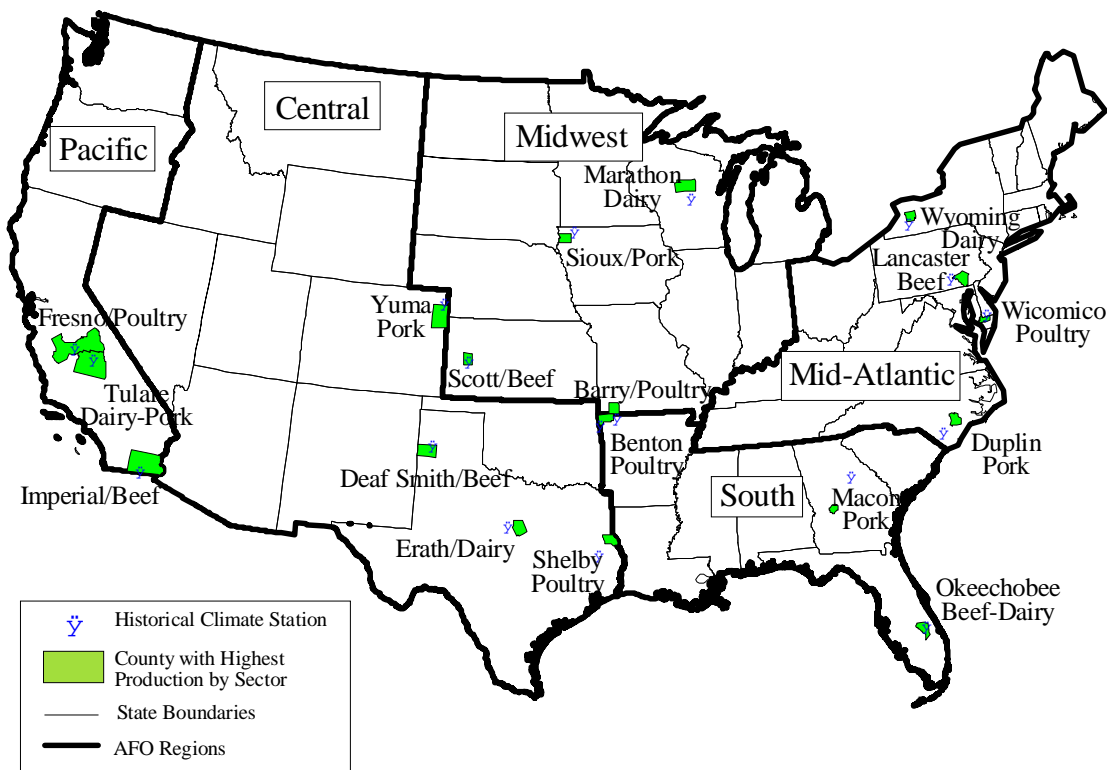 Central
Midwest
Pacific
Marathon
Dairy
Wyoming
Dairy
Sioux/Pork
Lancaster
Beef
Yuma
Pork
Wicomico
Poultry
Fresno/Poultry
Scott/Beef
Mid-Atlantic
Tulare
Dairy-Pork
Barry/Poultry
Benton
Poultry
Duplin
Pork
Deaf Smith/Beef
Imperial/Beef
South
Macon
Pork
Erath/Dairy
Shelby
Poultry
Okeechobee
Beef-Dairy
ÿ Historical Climate Station
County with Highest
Production by Sector
State Boundaries
AFO Regions